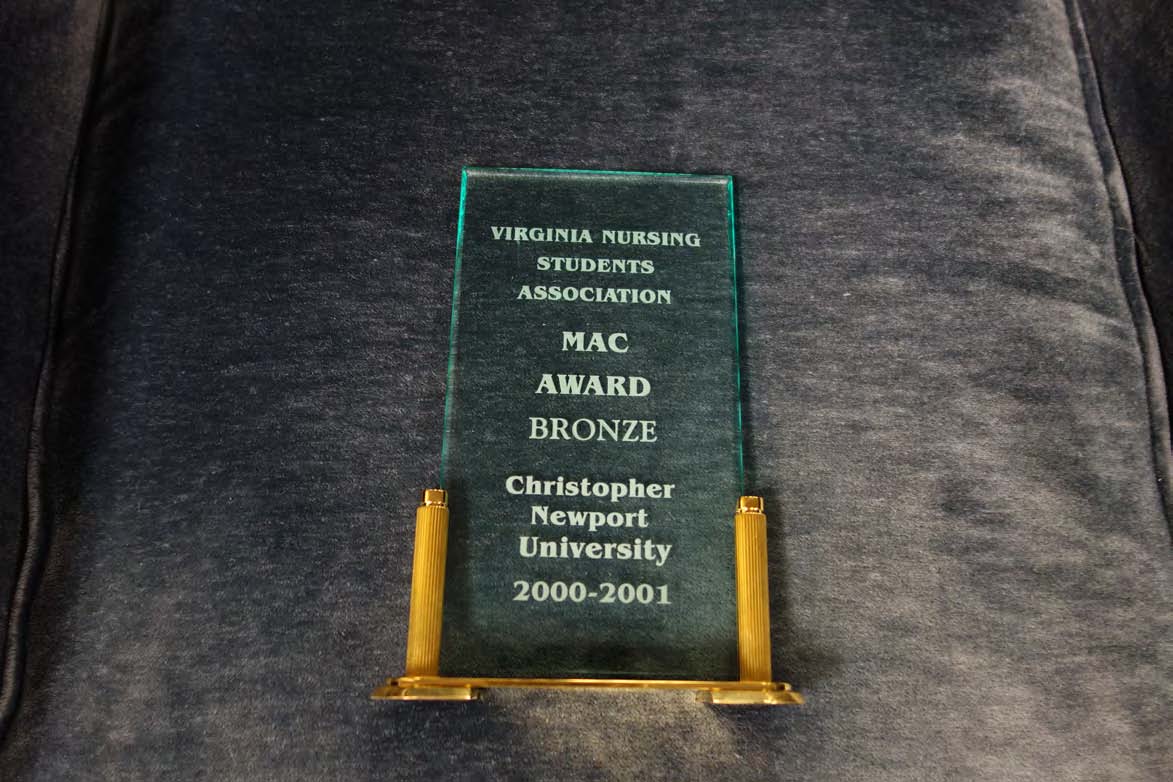 VIRGINIA NURSING
STUDENTS
ASSOCIATION
MAC
AWARD
BRONZE
Christopher
Newport
University
2000-2001